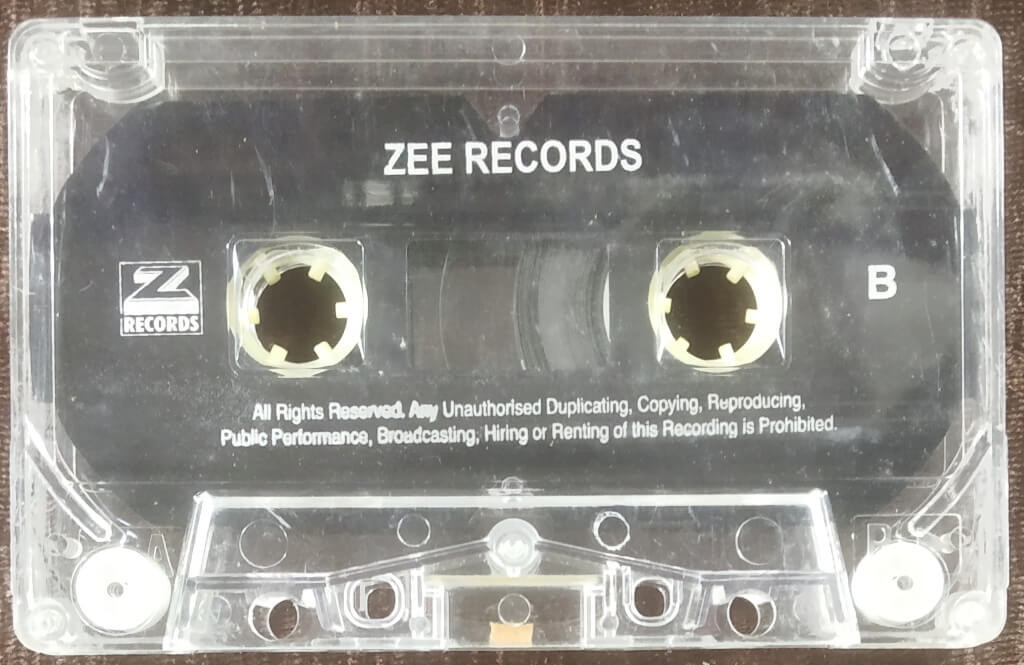 ZEE RECORDS
Z
RECORDS
B
All Rights Reserved. Any Unauthorised Duplicating, Copying, Reproducing,
Public Performance, Broadcasting, Hiring or Renting of this Recording is Prohibited.
A